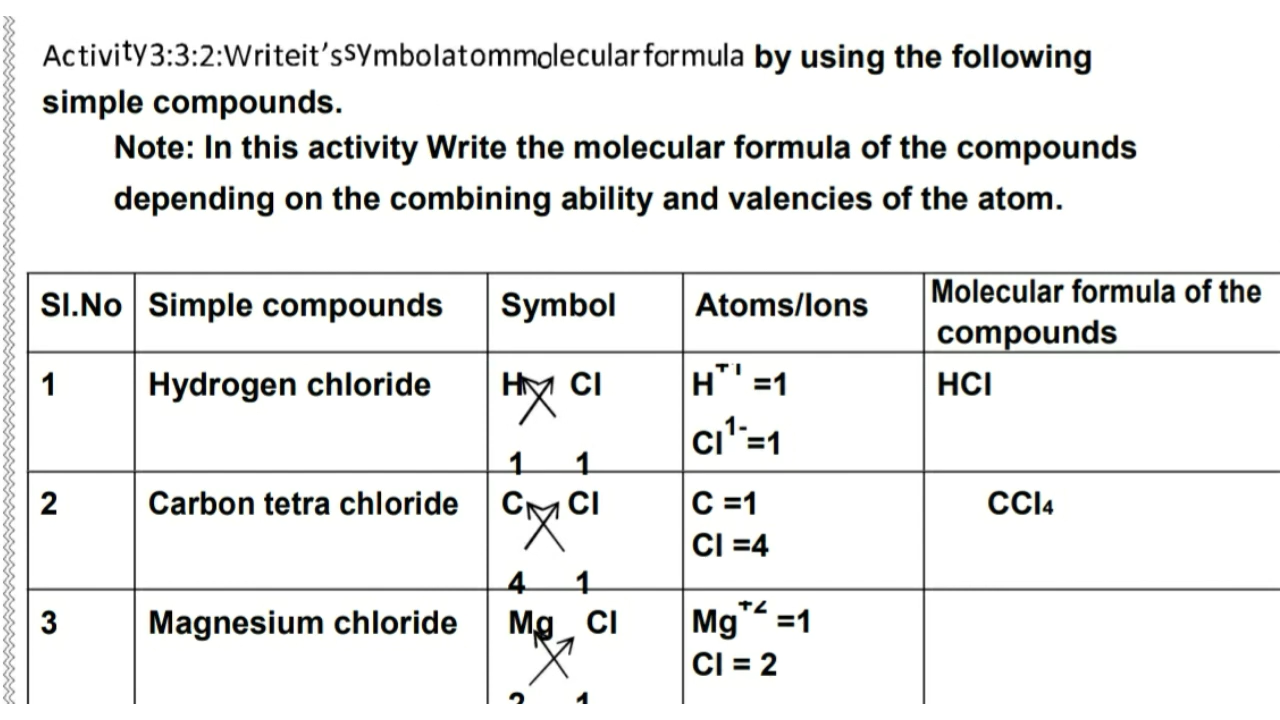 Activity3:3:2:Writeit'ssymbolatommolecularformula by using the following
simple compounds.
Note: In this activity Write the molecular formula of the compounds
depending on the combining ability and valencies of the atom.
Sl.No Simple compounds Symbol Atoms/Ions Molecular formula of the
compounds
1 Hydrogen chloride H Cl H⁺¹ =1 HCl
Cl¹⁻=1
1 1
2 Carbon tetra chloride C Cl C =1 CCl₄
Cl =4
4 1
3 Magnesium chloride Mg Cl Mg⁺² =1
Cl = 2
2 1